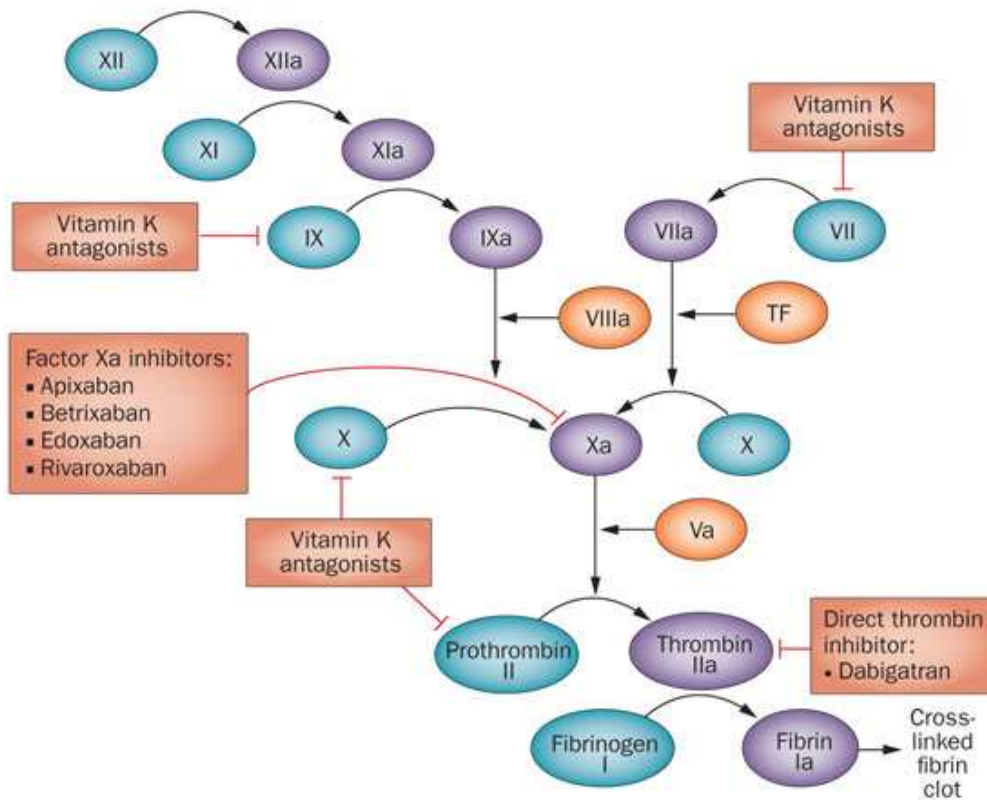 XII
XIIa
XI
XIa
Vitamin K
antagonists
Vitamin K
antagonists
IX
IXa
VIIa
VII
VIIIa
TF
Factor Xa inhibitors:
▪ Apixaban
▪ Betrixaban
▪ Edoxaban
▪ Rivaroxaban
X
Xa
X
Vitamin K
antagonists
Va
Prothrombin
II
Thrombin
IIa
Direct thrombin
inhibitor:
• Dabigatran
Fibrinogen
I
Fibrin
Ia
Cross-
linked
fibrin
clot